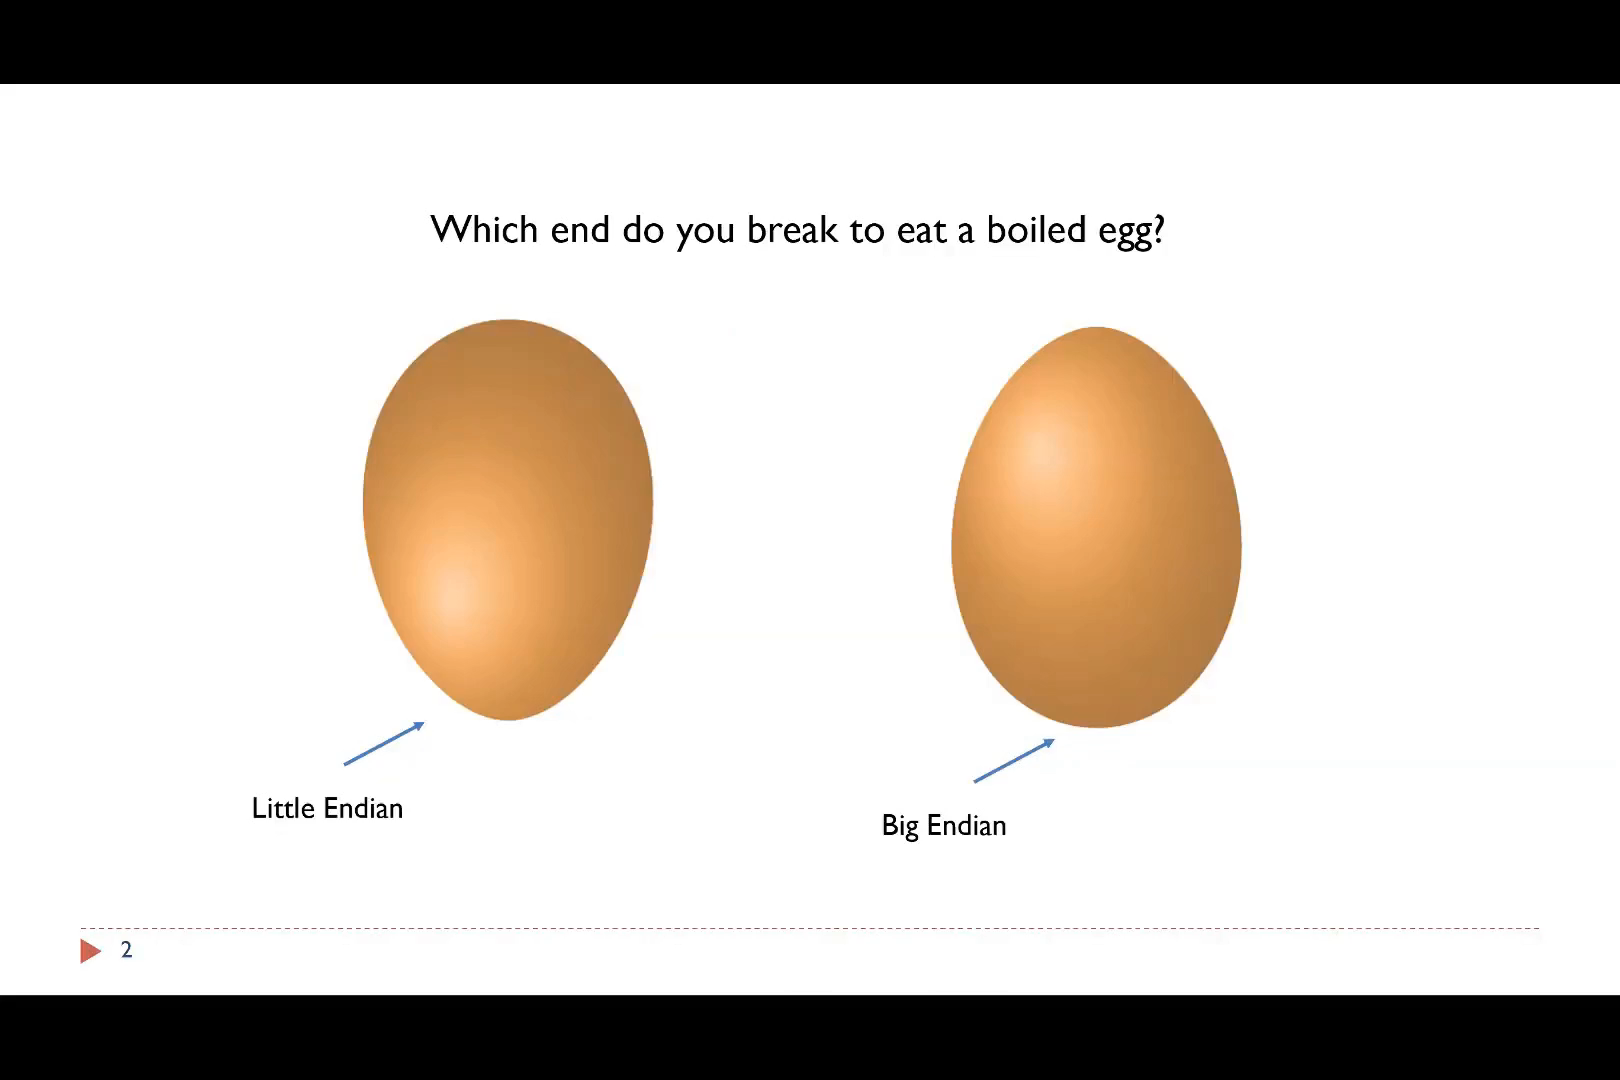 Which end do you break to eat a boiled egg?
Little Endian
Big Endian
2